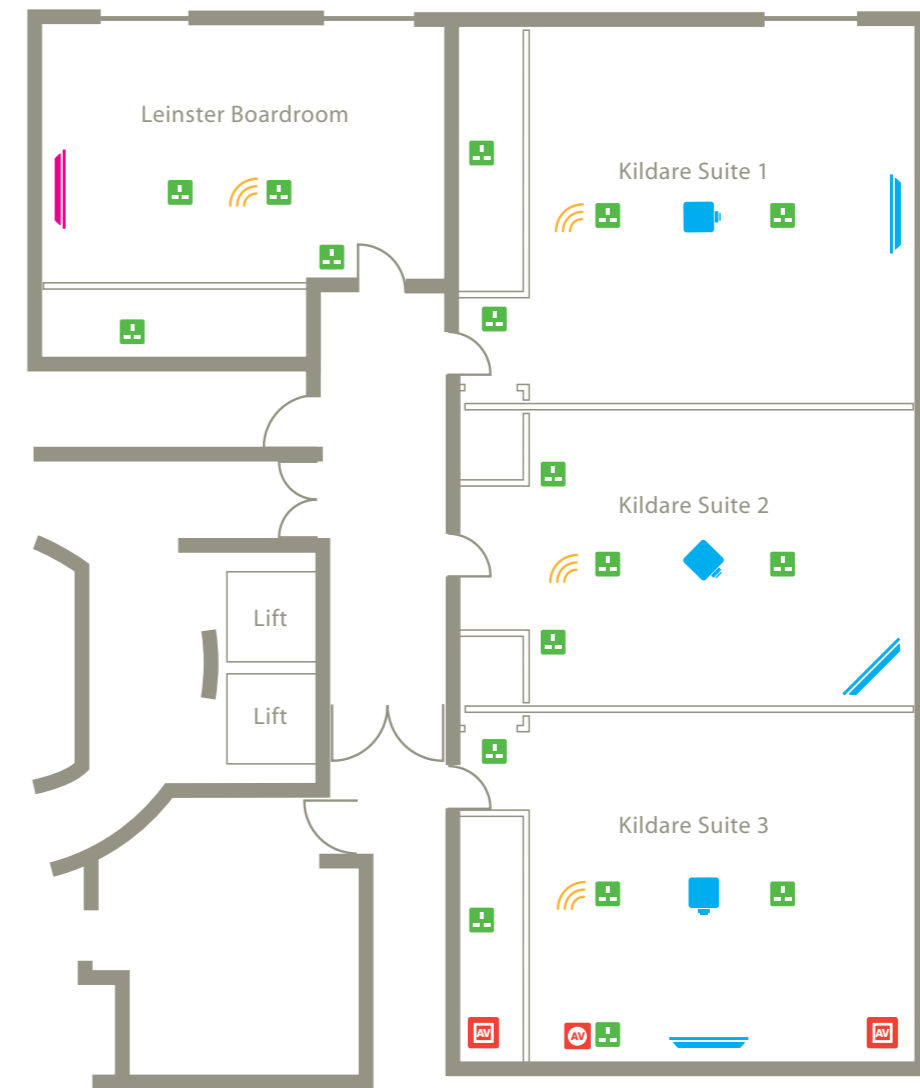 Leinster Boardroom
Kildare Suite 1
Kildare Suite 2
Lift
Lift
Kildare Suite 3
AV
AV
AV